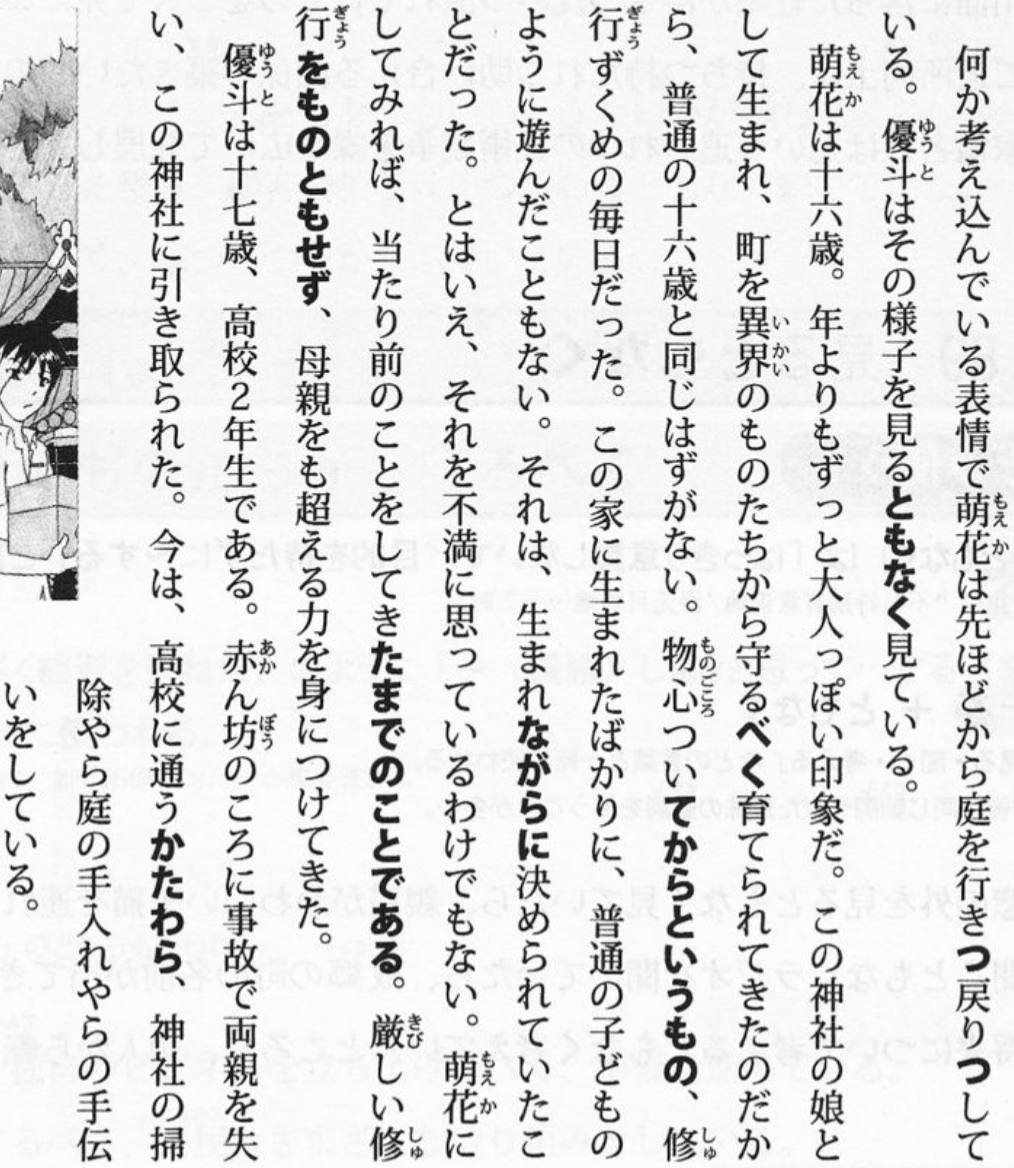 何か考え込んでいる表情で萌花は先ほどから庭を行きつ戻りつして
いる。優斗はその様子を見るともなく見ている。
萌花は十六歳。年よりもずっと大人っぽい印象だ。この神社の娘と
して生まれ、町を異界のものたちから守るべく育てられてきたのだか
ら、普通の十六歳と同じはずがない。物心ついてからというもの、修
行ずくめの毎日だった。この家に生まれたばかりに、普通の子どもの
ように遊んだこともない。それは、生まれながらに決められていたこ
とだった。とはいえ、それを不満に思っているわけでもない。萌花に
してみれば、当たり前のことをしてきたまでのことである。厳しい修
行をものともせず、母親をも超える力を身につけてきた。
優斗は十七歳、高校2年生である。赤ん坊のころに事故で両親を失
い、この神社に引き取られた。今は、高校に通うかたわら、神社の掃
除やら庭の手入れやらの手伝
いをしている。